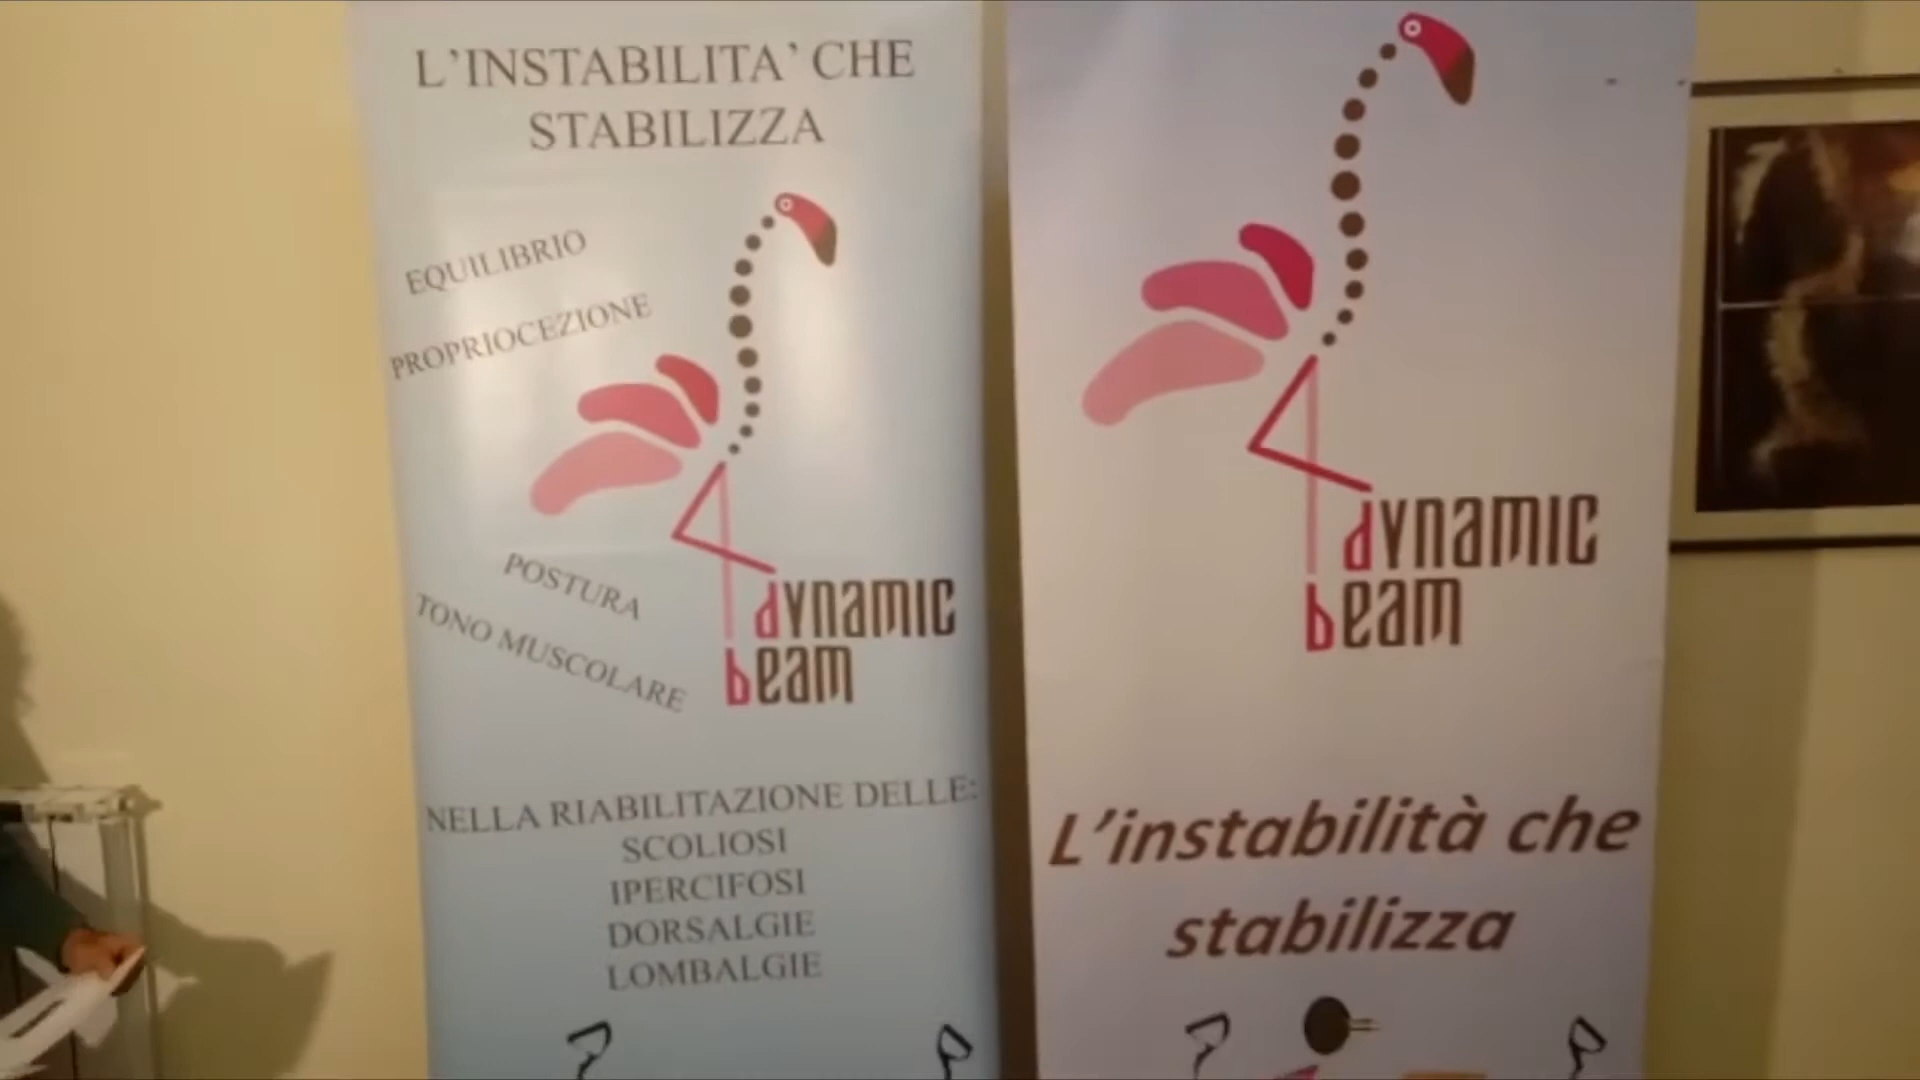 L'INSTABILITA' CHE
STABILIZZA
EQUILIBRIO
PROPRIOCEZIONE
POSTURA
TONO MUSCOLARE
dynamic
beam
NELLA RIABILITAZIONE DELLE:
SCOLIOSI
IPERCIFOSI
DORSALGIE
LOMBALGIE
dynamic
beam
L'instabilità che
stabilizza